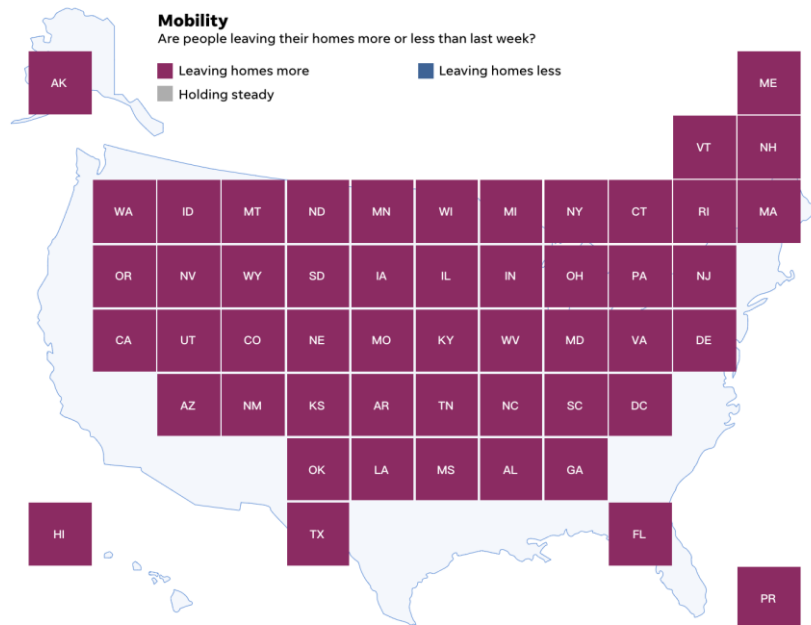 Mobility
Are people leaving their homes more or less than last week?
Leaving homes more
Leaving homes less
Holding steady
AK
ME
VT
NH
WA
ID
MT
ND
MN
WI
MI
NY
CT
RI
MA
OR
NV
WY
SD
IA
IL
IN
OH
PA
NJ
CA
UT
CO
NE
MO
KY
WV
MD
VA
DE
AZ
NM
KS
AR
TN
NC
SC
DC
OK
LA
MS
AL
GA
HI
TX
FL
PR